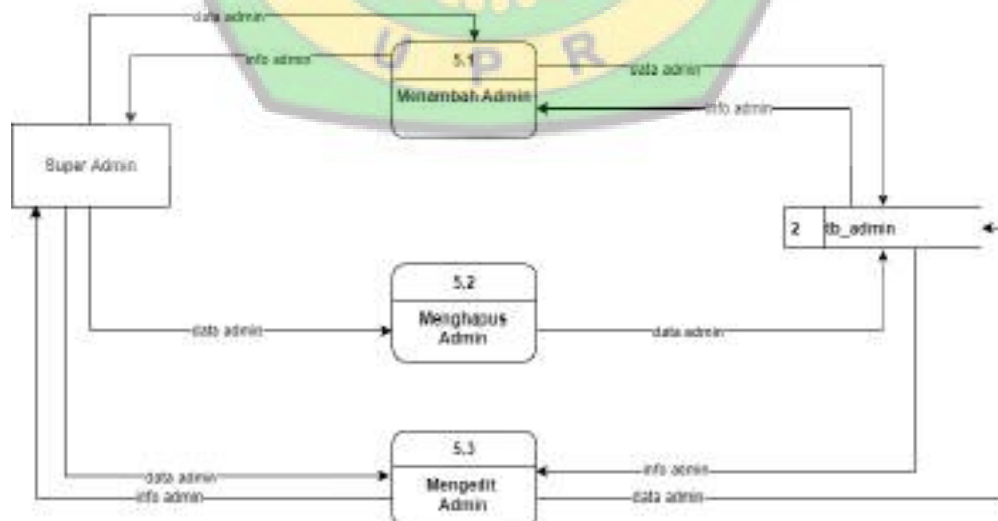 data admin
info admin
U P R
5.1
Menambah Admin
data admin
info admin
Super Admin
2 tb_admin
5.2
Menghapus
Admin
data admin
data admin
5.3
Mengedit
Admin
data admin
info admin
info admin
data admin